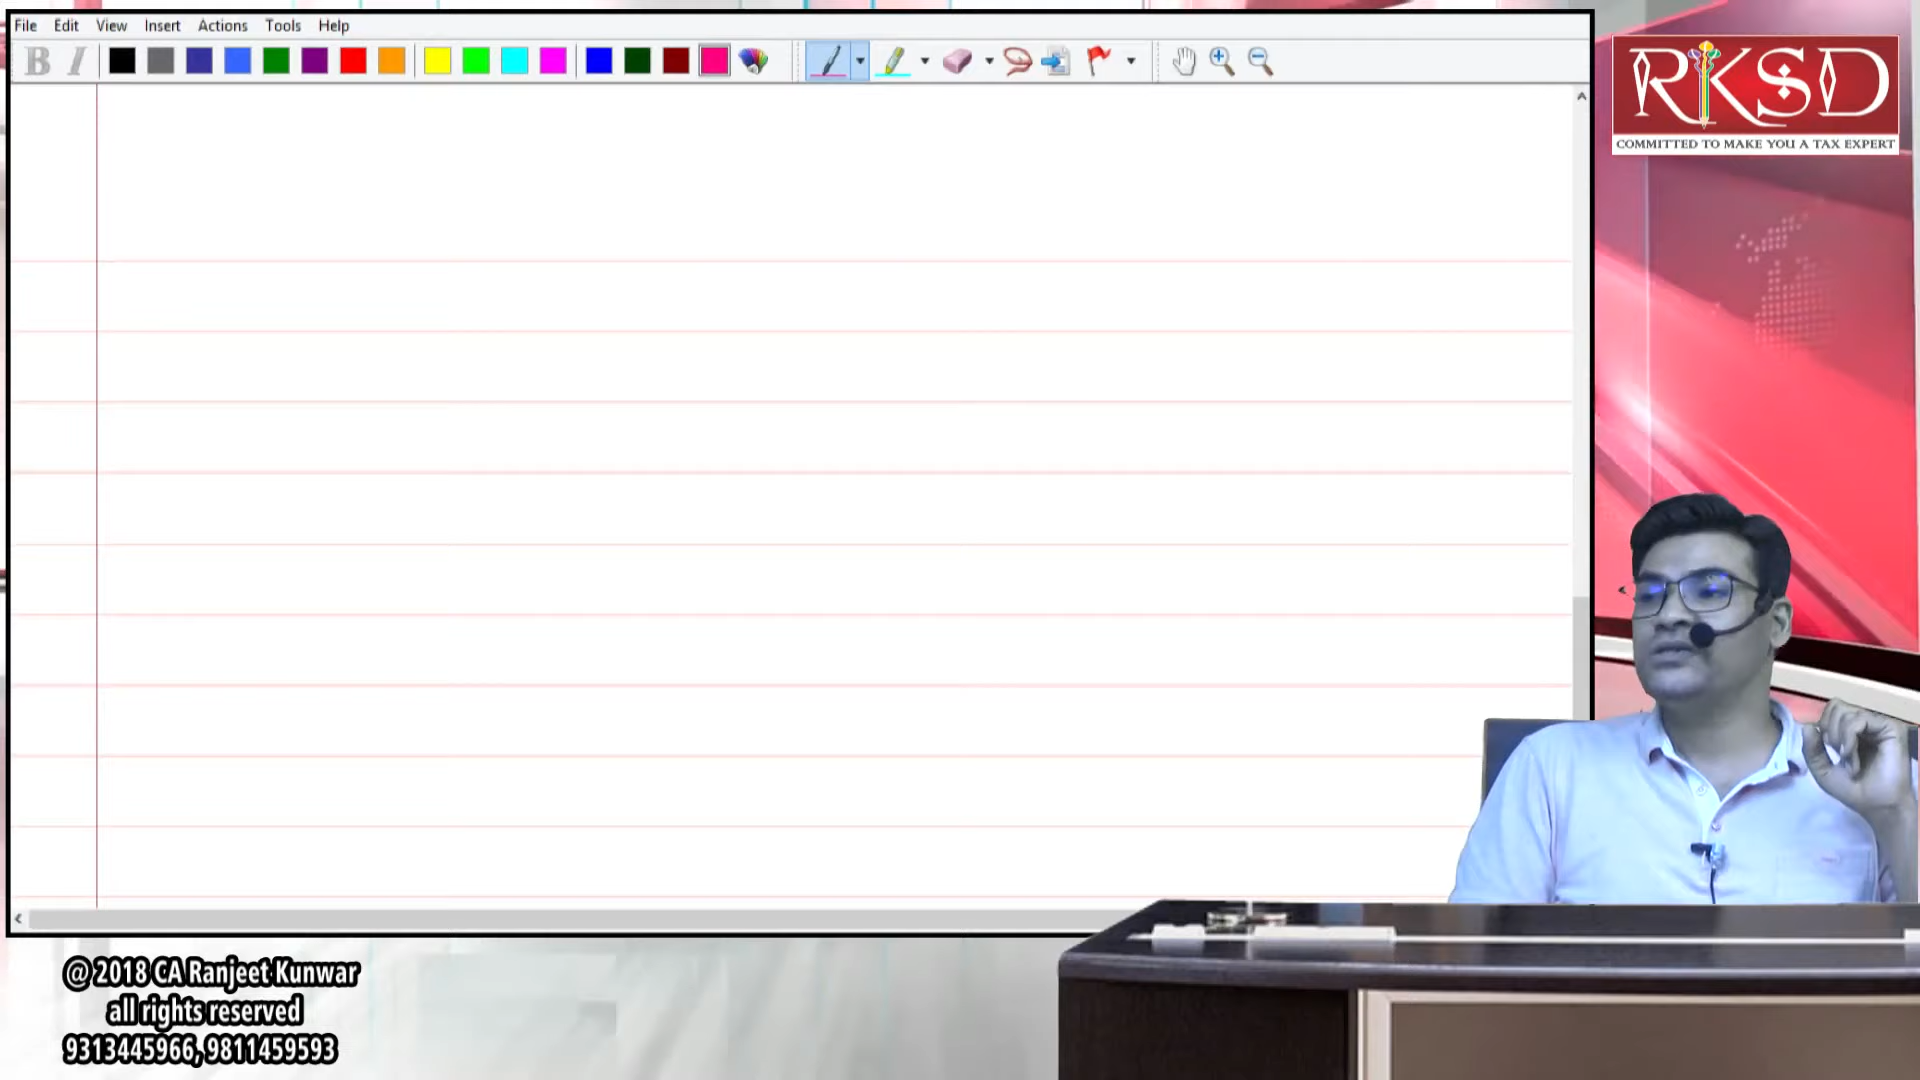 File Edit View Insert Actions Tools Help
B I
RKSD
COMMITTED TO MAKE YOU A TAX EXPERT
@ 2018 CA Ranjeet Kunwar
all rights reserved
9313445966, 9811459593